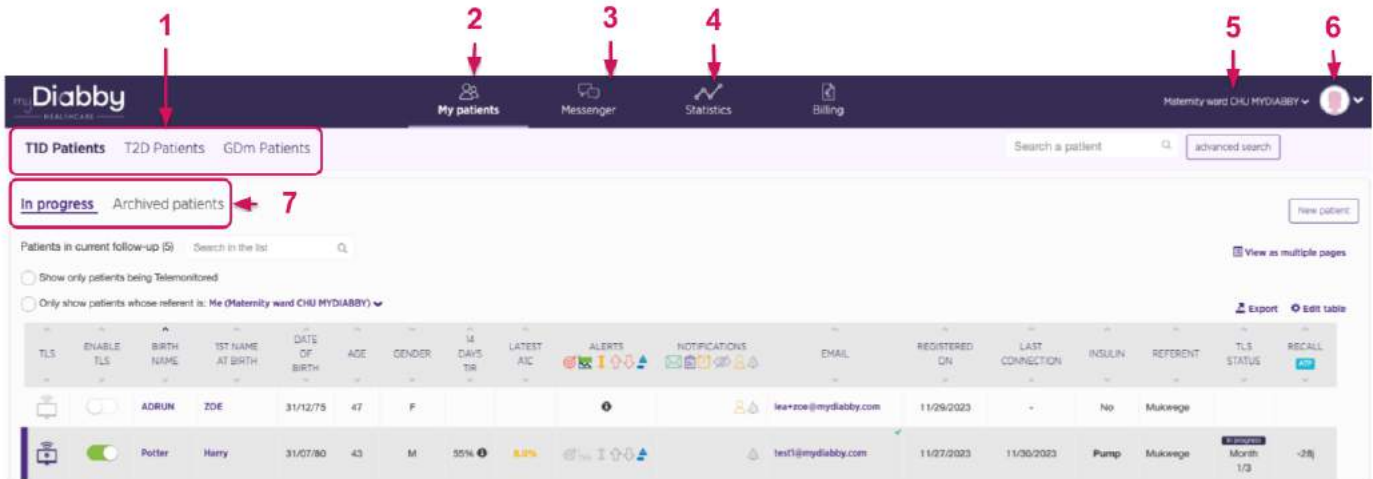 1 2 3 4 5 6
myDiabby
HEALTHCARE
My patients Messenger Statistics Billing
Maternity ward CHU MYDIABBY
T1D Patients T2D Patients GDm Patients
Search a patient advanced search
In progress Archived patients 7
New patient
Patients in current follow-up (5) Search in the list
View as multiple pages
Show only patients being Telemonitored
Only show patients whose referent is: Me (Maternity ward CHU MYDIABBY)
Export Edit table
TLS ENABLE TLS BIRTH NAME 1ST NAME AT BIRTH DATE OF BIRTH AGE GENDER 14 DAYS TIR LATEST A1C ALERTS NOTIFICATIONS EMAIL REGISTERED ON LAST CONNECTION INSULIN REFERENT TLS STATUS RECALL
ADRUN ZOE 31/12/75 47 F lea+zoe@mydiabby.com 11/29/2023 - No Mukwege
Potter Harry 31/07/80 43 M 55% 8.0% test1@mydiabby.com 11/27/2023 11/30/2023 Pump Mukwege In progress Month 1/3 -28j